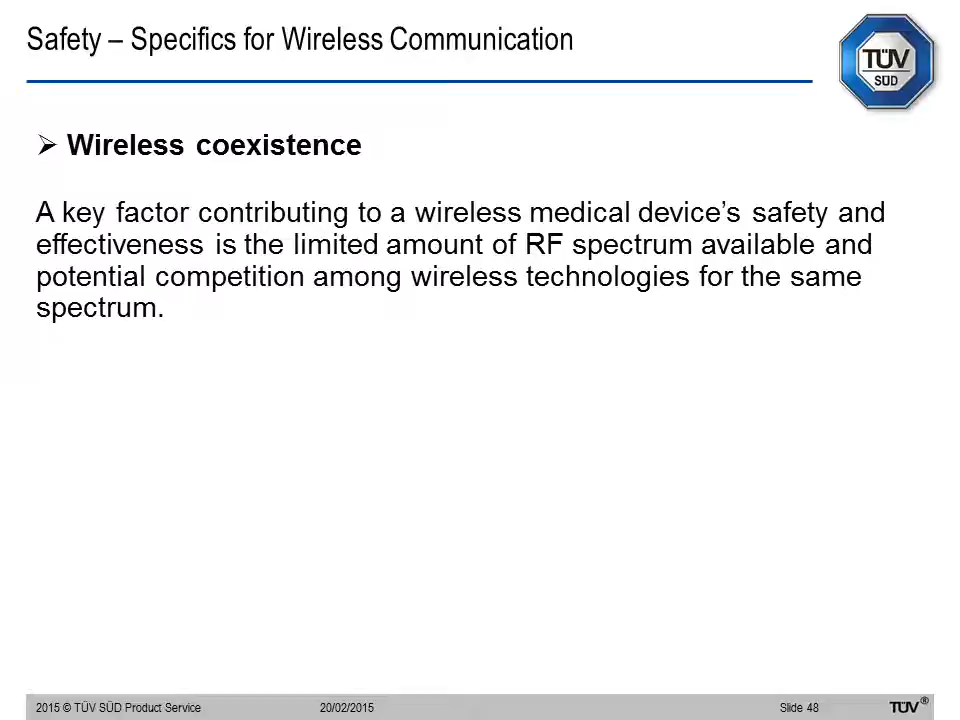 Safety – Specifics for Wireless Communication
TÜV
SÜD
➢ Wireless coexistence
A key factor contributing to a wireless medical device’s safety and
effectiveness is the limited amount of RF spectrum available and
potential competition among wireless technologies for the same
spectrum.
2015 © TÜV SÜD Product Service 20/02/2015 Slide 48 TÜV®